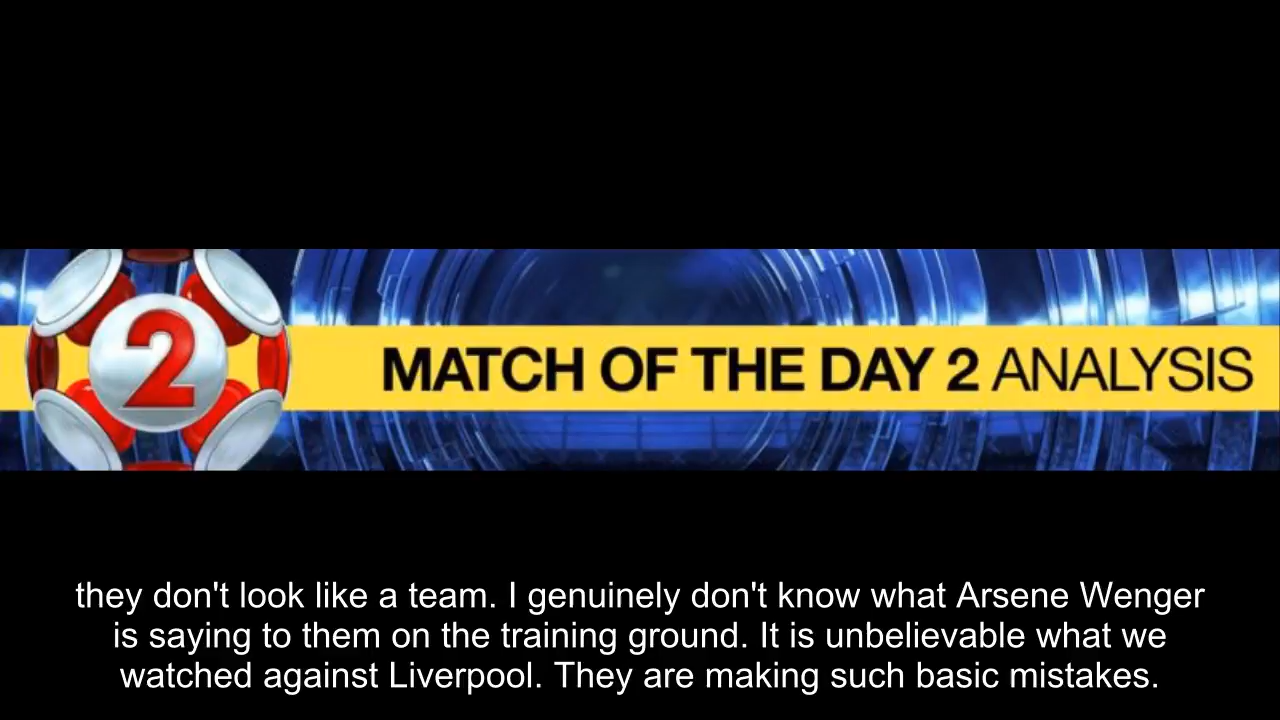 2
MATCH OF THE DAY 2 ANALYSIS
they don't look like a team. I genuinely don't know what Arsene Wenger
is saying to them on the training ground. It is unbelievable what we
watched against Liverpool. They are making such basic mistakes.